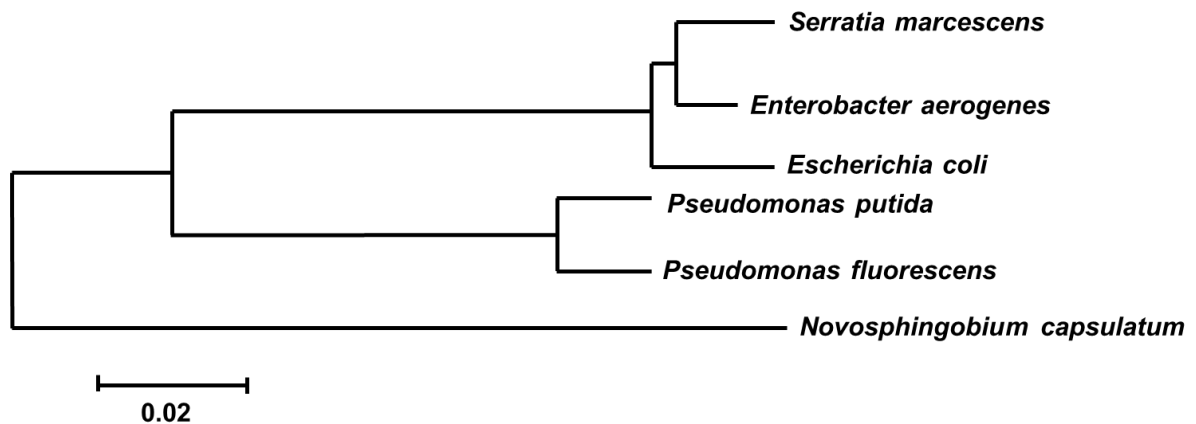 Serratia marcescens
Enterobacter aerogenes
Escherichia coli
Pseudomonas putida
Pseudomonas fluorescens
Novosphingobium capsulatum
0.02